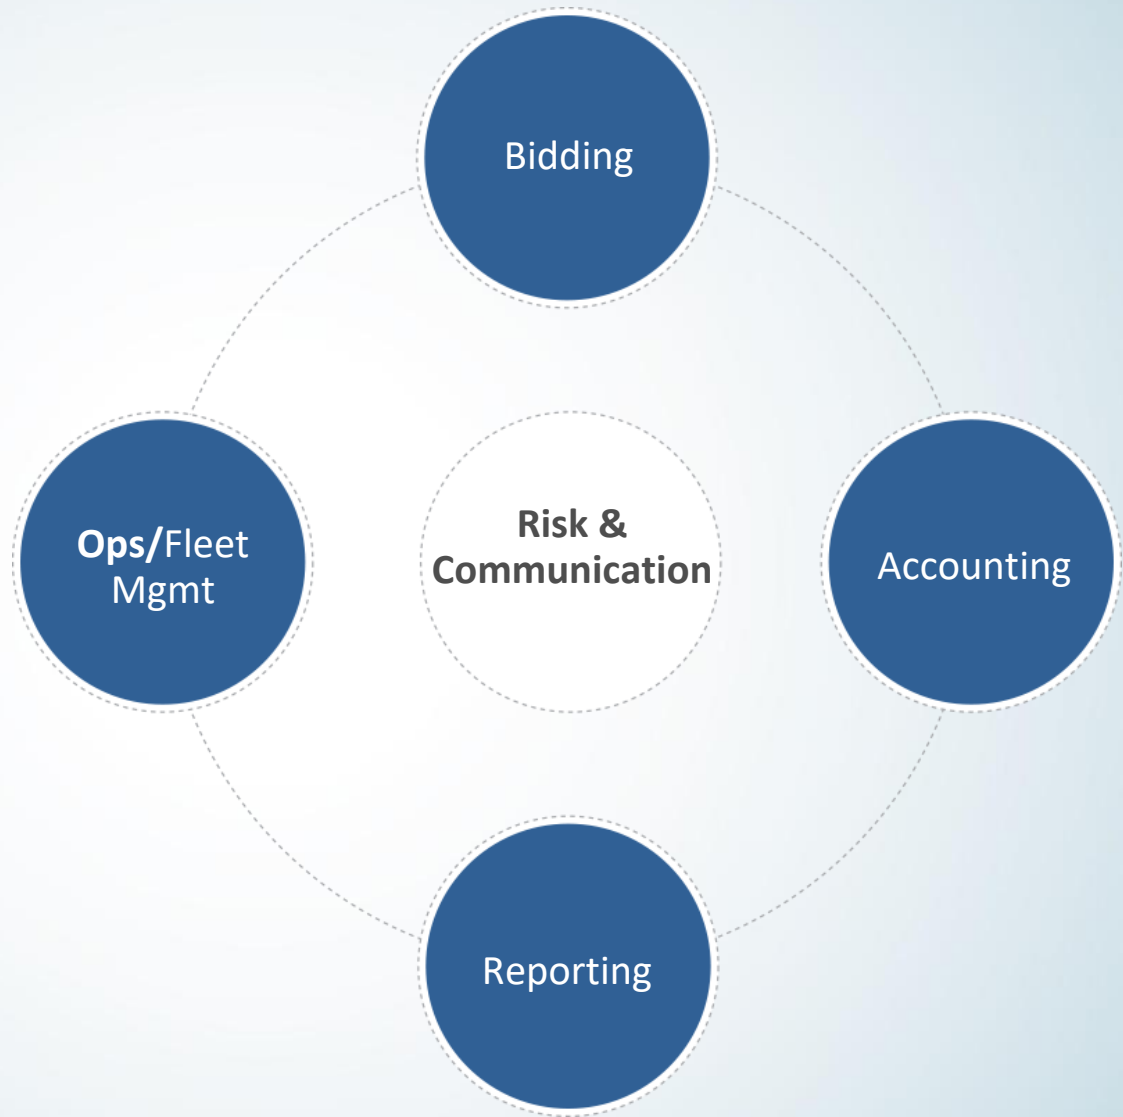 Bidding
Ops/Fleet
Mgmt
Risk &
Communication
Accounting
Reporting